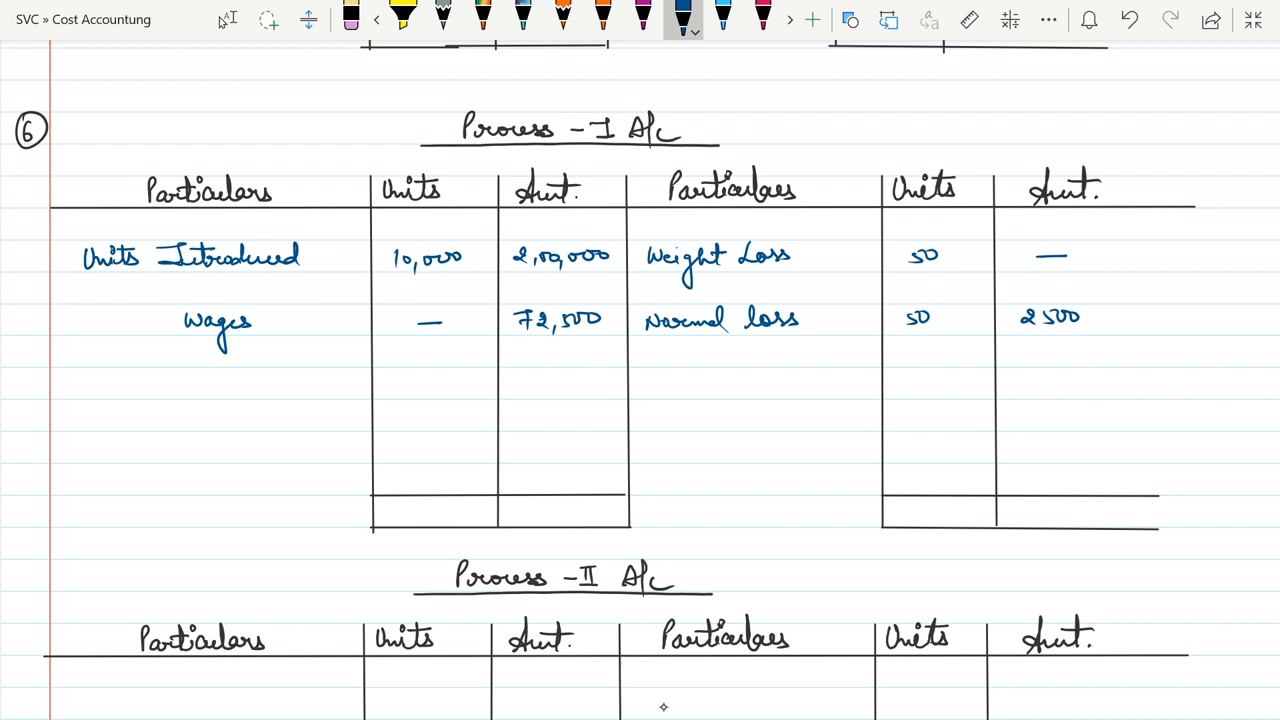 SVC » Cost Accountung
6
Process - I A/c
Particulars Units Amt. Particulars Units Amt.
Units Introduced 10,000 2,00,000 Weight Loss 50 —
Wages — 72,500 Normal loss 50 2500
Process - II A/c
Particulars Units Amt. Particulars Units Amt.